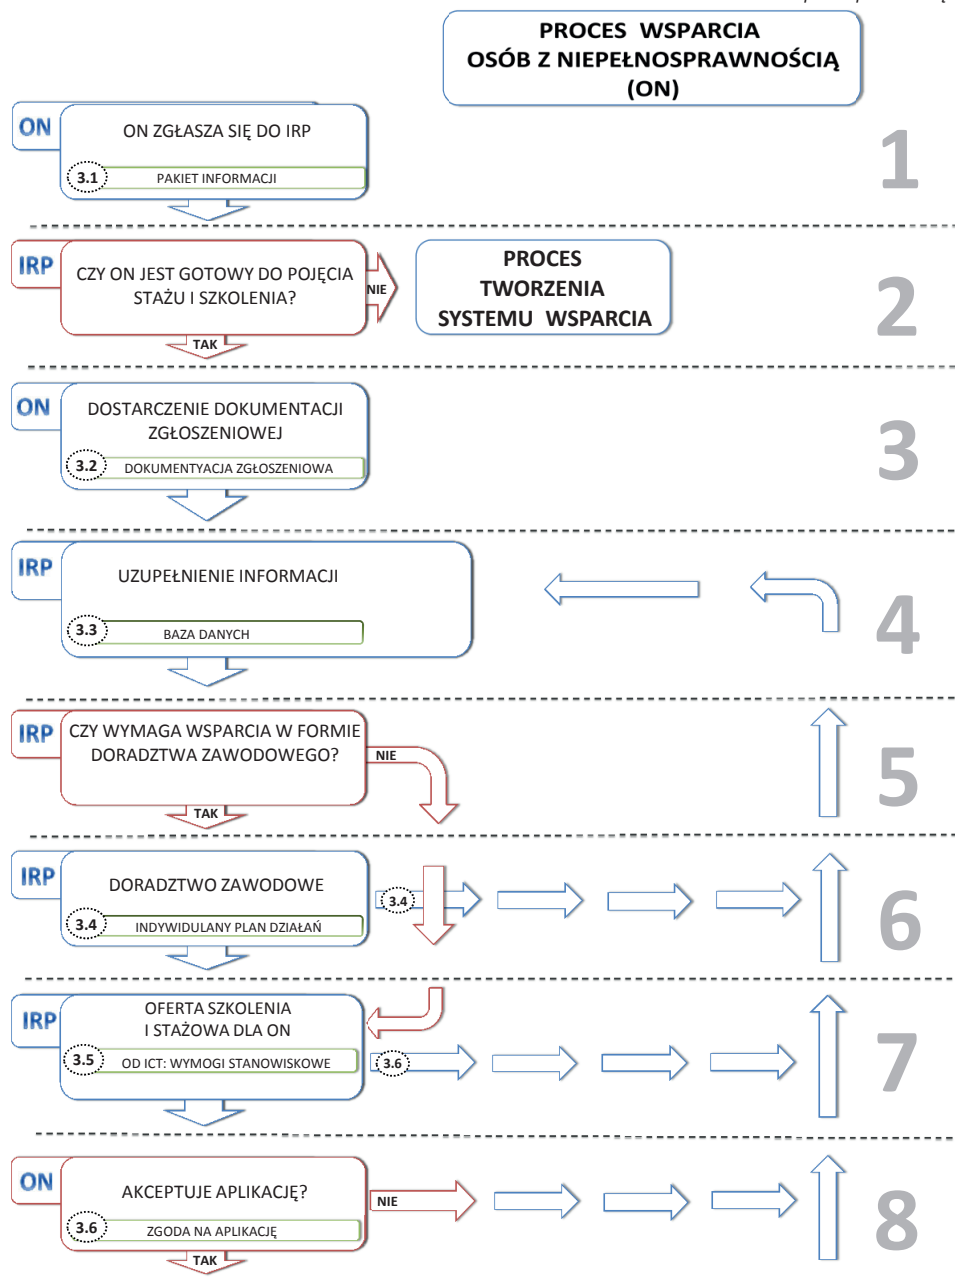 PROCES WSPARCIA
OSÓB Z NIEPEŁNOSPRAWNOŚCIĄ
(ON)
ON
ON ZGŁASZA SIĘ DO IRP
3.1
PAKIET INFORMACJI
1
IRP
CZY ON JEST GOTOWY DO POJĘCIA
STAŻU I SZKOLENIA?
NIE
TAK
PROCES
TWORZENIA
SYSTEMU WSPARCIA
2
ON
DOSTARCZENIE DOKUMENTACJI
ZGŁOSZENIOWEJ
3.2
DOKUMENTYACJA ZGŁOSZENIOWA
3
IRP
UZUPEŁNIENIE INFORMACJI
3.3
BAZA DANYCH
4
IRP
CZY WYMAGA WSPARCIA W FORMIE
DORADZTWA ZAWODOWEGO?
NIE
TAK
5
IRP
DORADZTWO ZAWODOWE
3.4
INDYWIDULANY PLAN DZIAŁAŃ
3.4
6
IRP
OFERTA SZKOLENIA
I STAŻOWA DLA ON
3.5
OD ICT: WYMOGI STANOWISKOWE
3.6
7
ON
AKCEPTUJE APLIKACJĘ?
NIE
3.6
ZGODA NA APLIKACJĘ
TAK
8